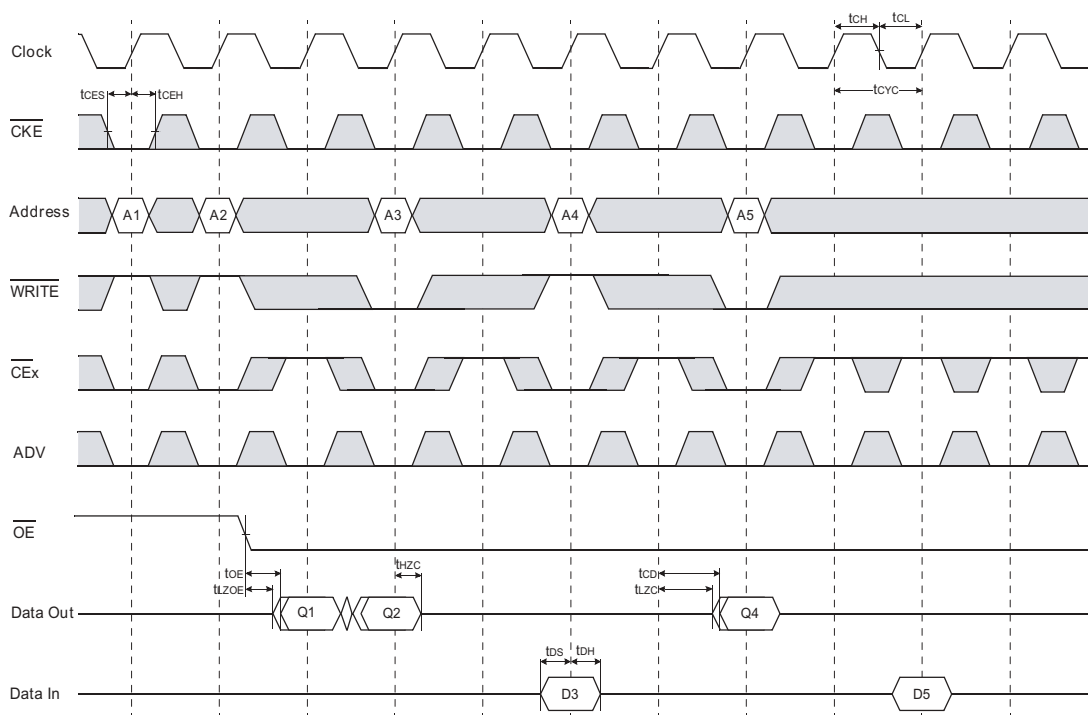 tCH tCL
Clock
tCES tCEH tCYC
CKE
Address A1 A2 A3 A4 A5
WRITE
CEx
ADV
OE
tOE tHZC tCD
tLZOE tLZC
Data Out Q1 Q2 Q4
tDS tDH
Data In D3 D5